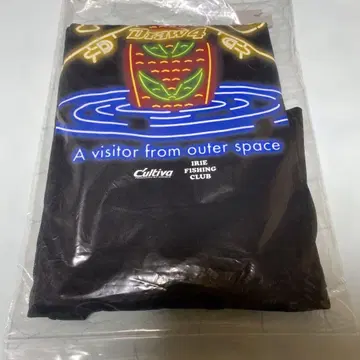 Draw4
A visitor from outer space
Cultiva
IRIE
FISHING
CLUB